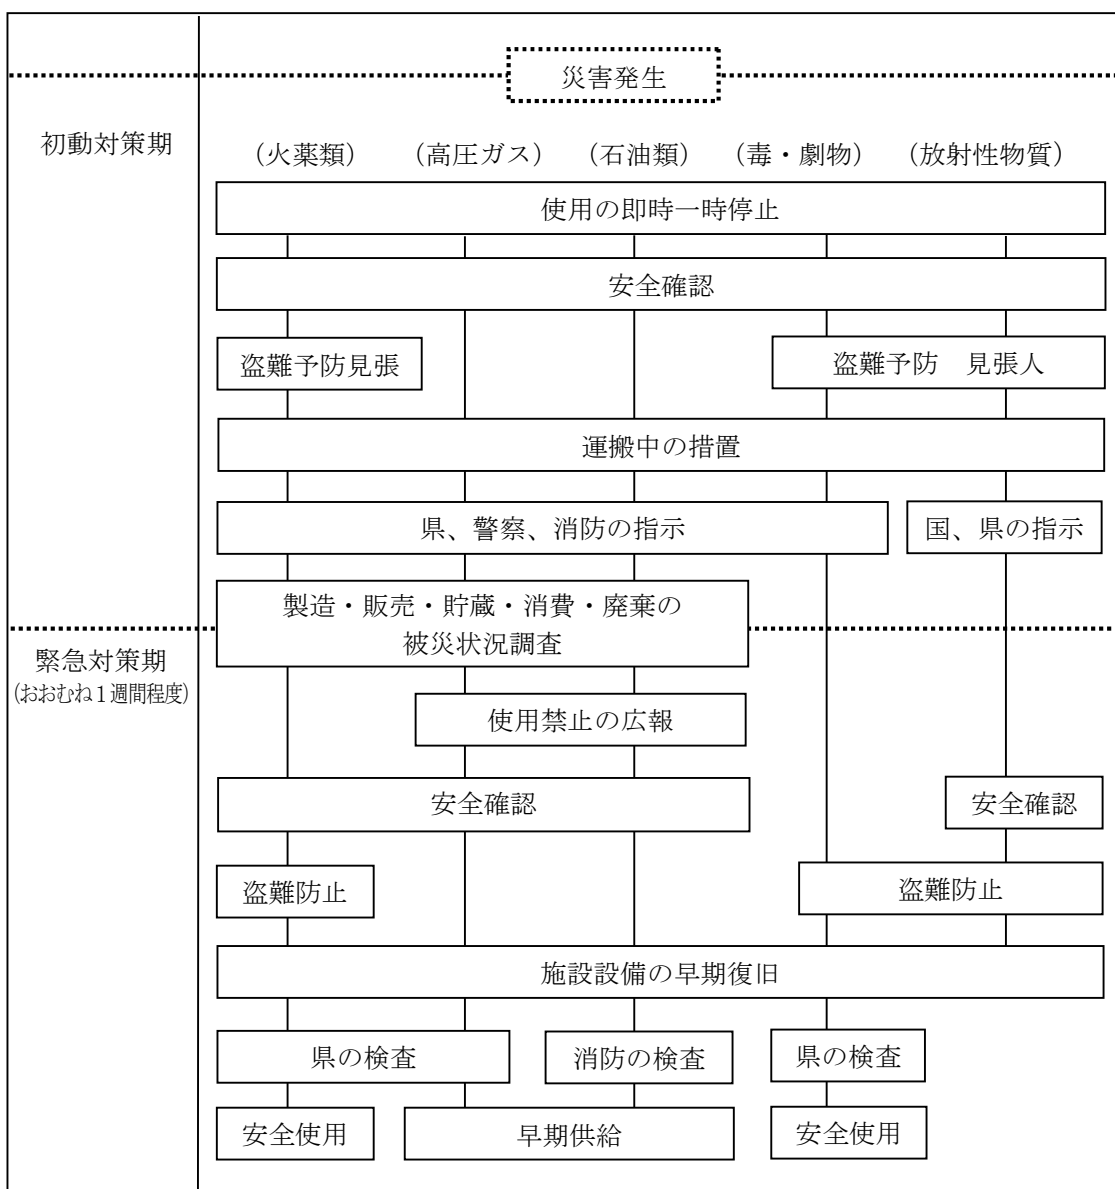 災害発生
初動対策期
（火薬類） （高圧ガス） （石油類） （毒・劇物） （放射性物質）
使用の即時一時停止
安全確認
盗難予防見張
盗難予防　見張人
運搬中の措置
県、警察、消防の指示
国、県の指示
製造・販売・貯蔵・消費・廃棄の
被災状況調査
緊急対策期
（おおむね１週間程度）
使用禁止の広報
安全確認
安全確認
盗難防止
盗難防止
施設設備の早期復旧
県の検査
消防の検査
県の検査
安全使用
早期供給
安全使用